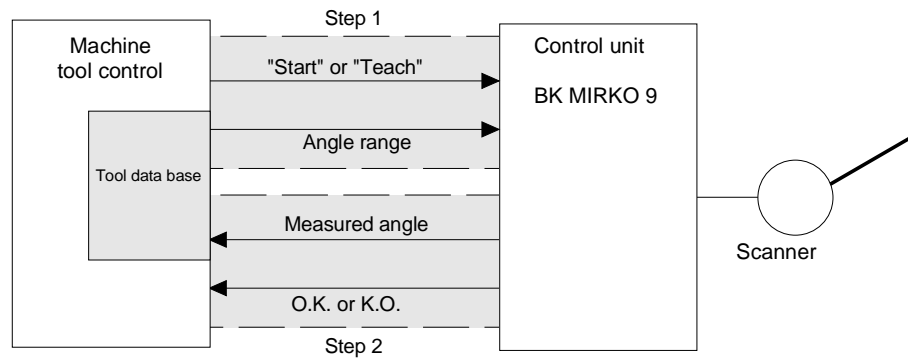 Step 1
Machine
tool control
"Start" or "Teach"
Angle range
Tool data base
Measured angle
O.K. or K.O.
Step 2
Control unit
BK MIRKO 9
Scanner